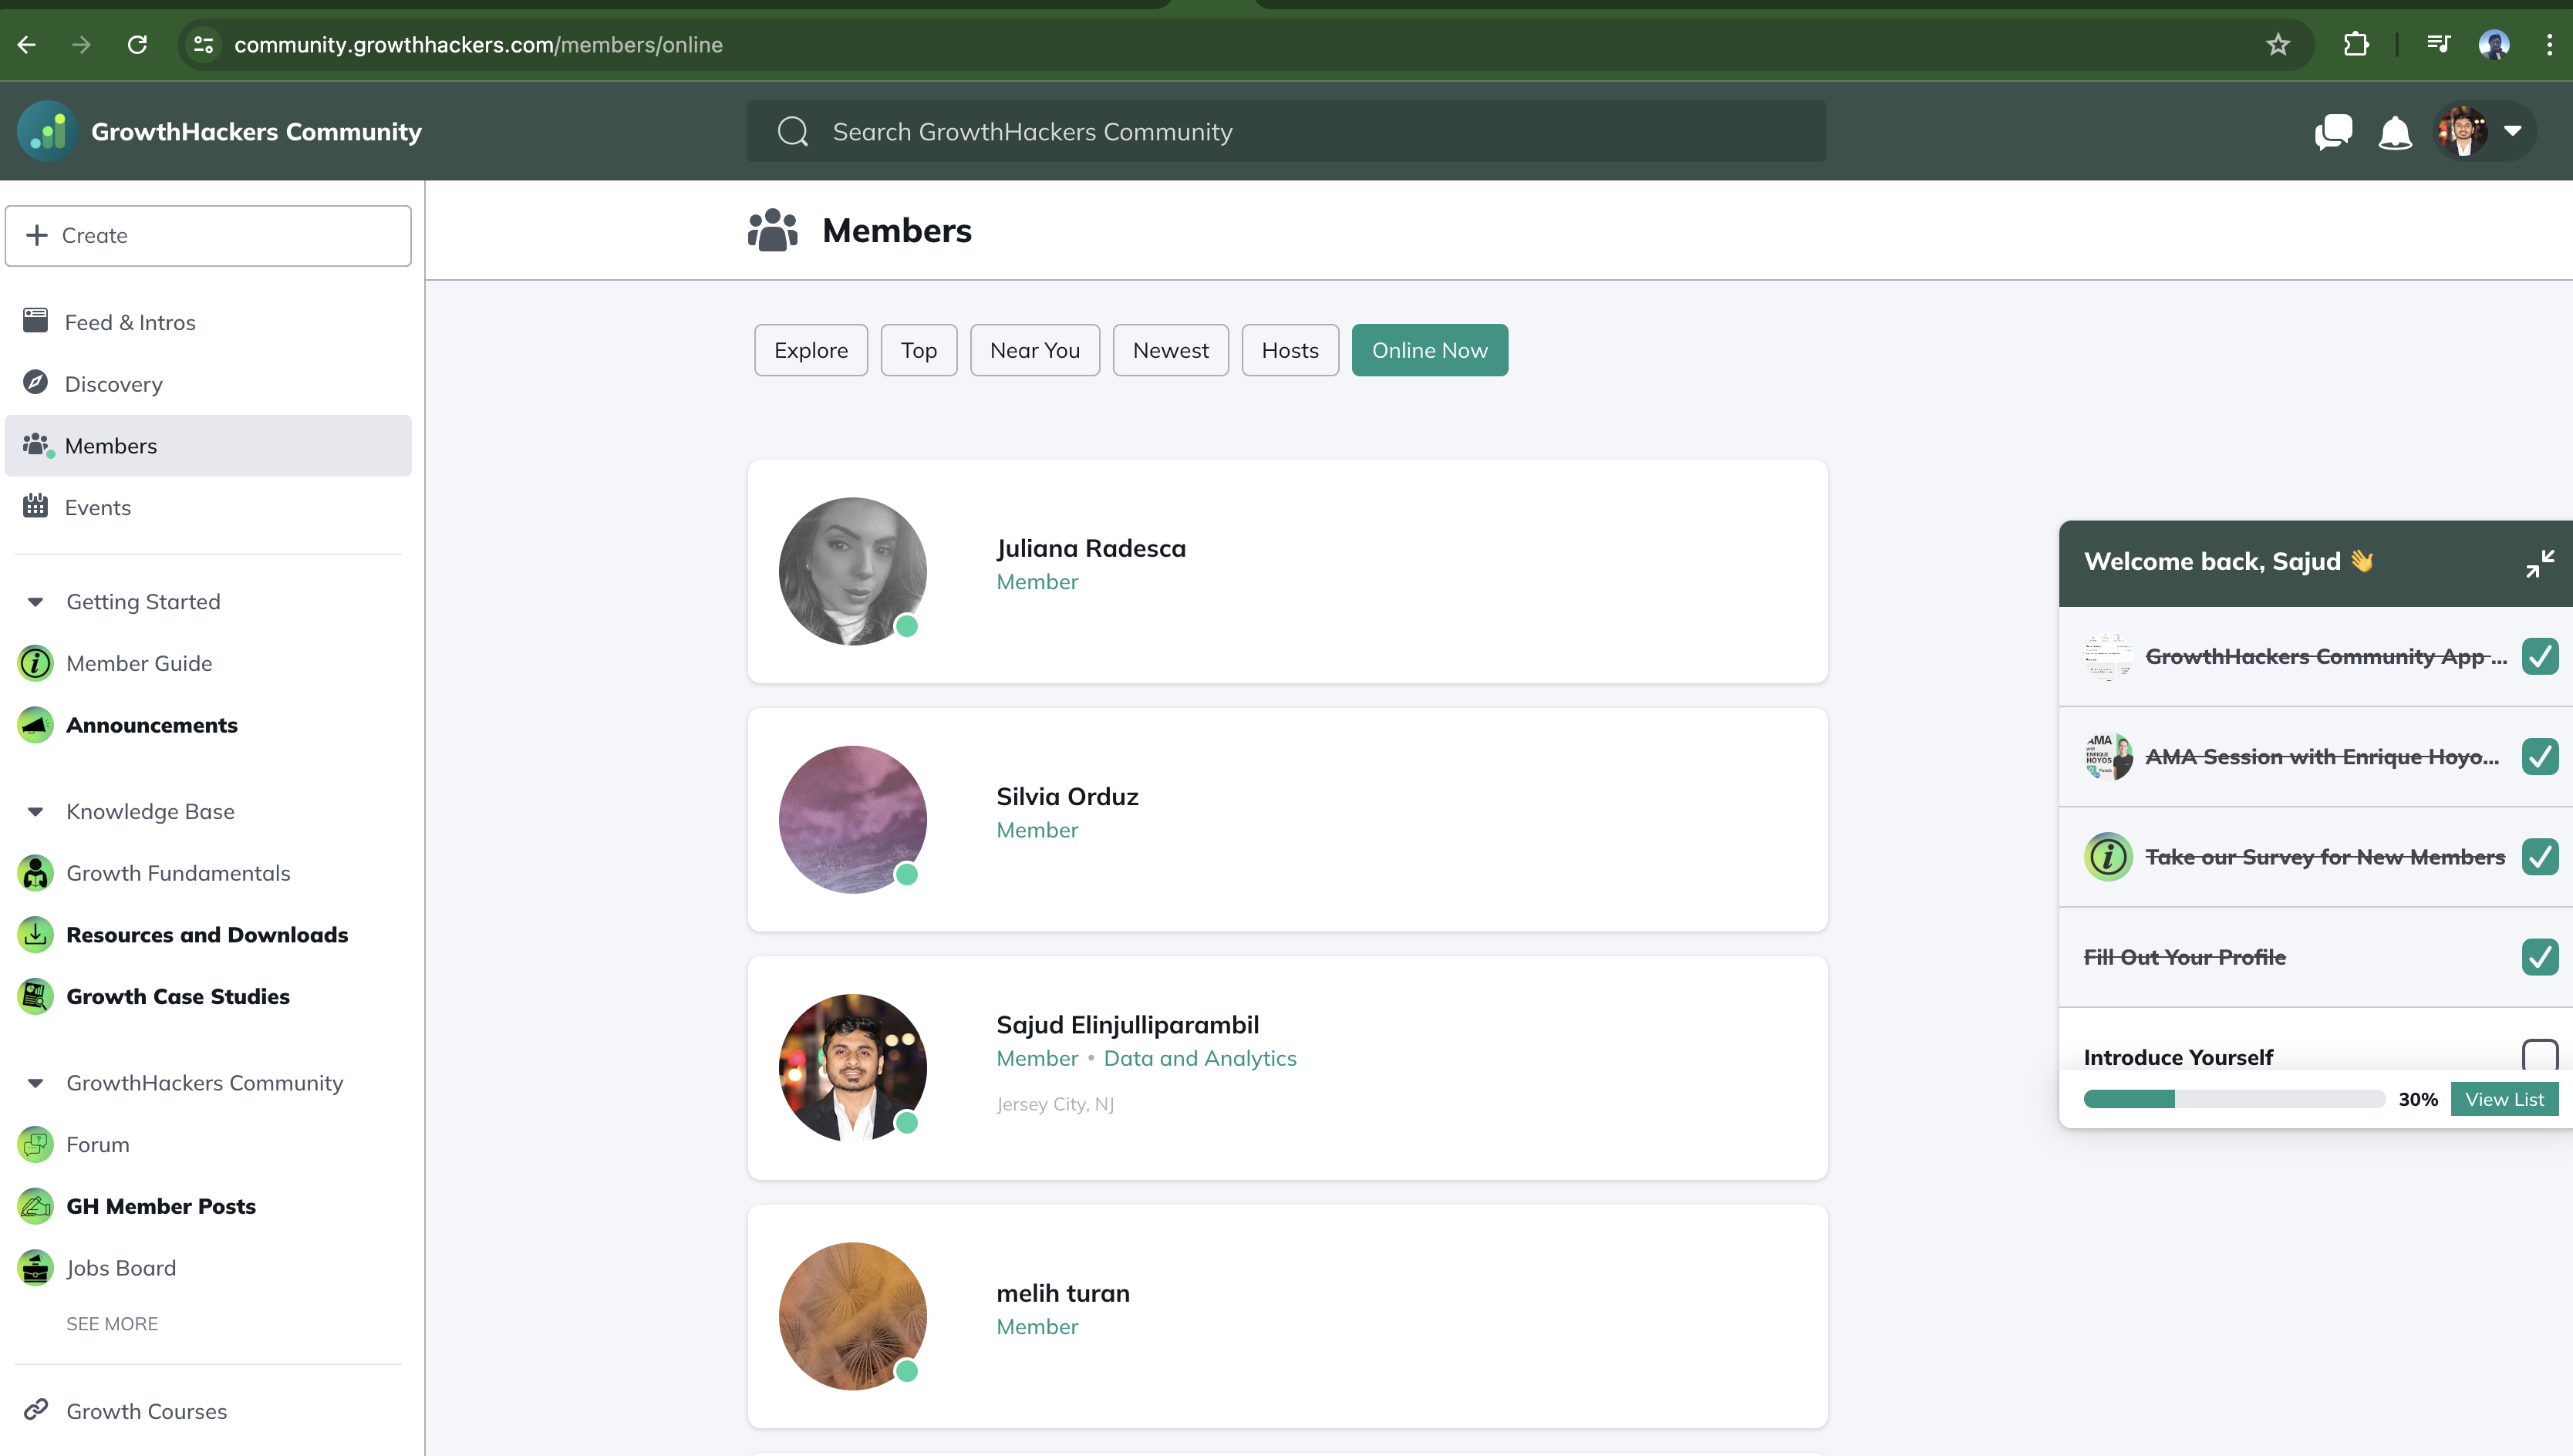 community.growthhackers.com/members/online
GrowthHackers Community
Search GrowthHackers Community
Create
Feed & Intros
Discovery
Members
Events
Getting Started
Member Guide
Announcements
Knowledge Base
Growth Fundamentals
Resources and Downloads
Growth Case Studies
GrowthHackers Community
Forum
GH Member Posts
Jobs Board
SEE MORE
Growth Courses
Members
Explore
Top
Near You
Newest
Hosts
Online Now
Juliana Radesca
Member
Silvia Orduz
Member
Sajud Elinjulliparambil
Member • Data and Analytics
Jersey City, NJ
melih turan
Member
Welcome back, Sajud 👋
GrowthHackers Community App ...
AMA
with
ENRIQUE
HOYOS
AMA Session with Enrique Hoyo...
Take our Survey for New Members
Fill Out Your Profile
Introduce Yourself
30%
View List